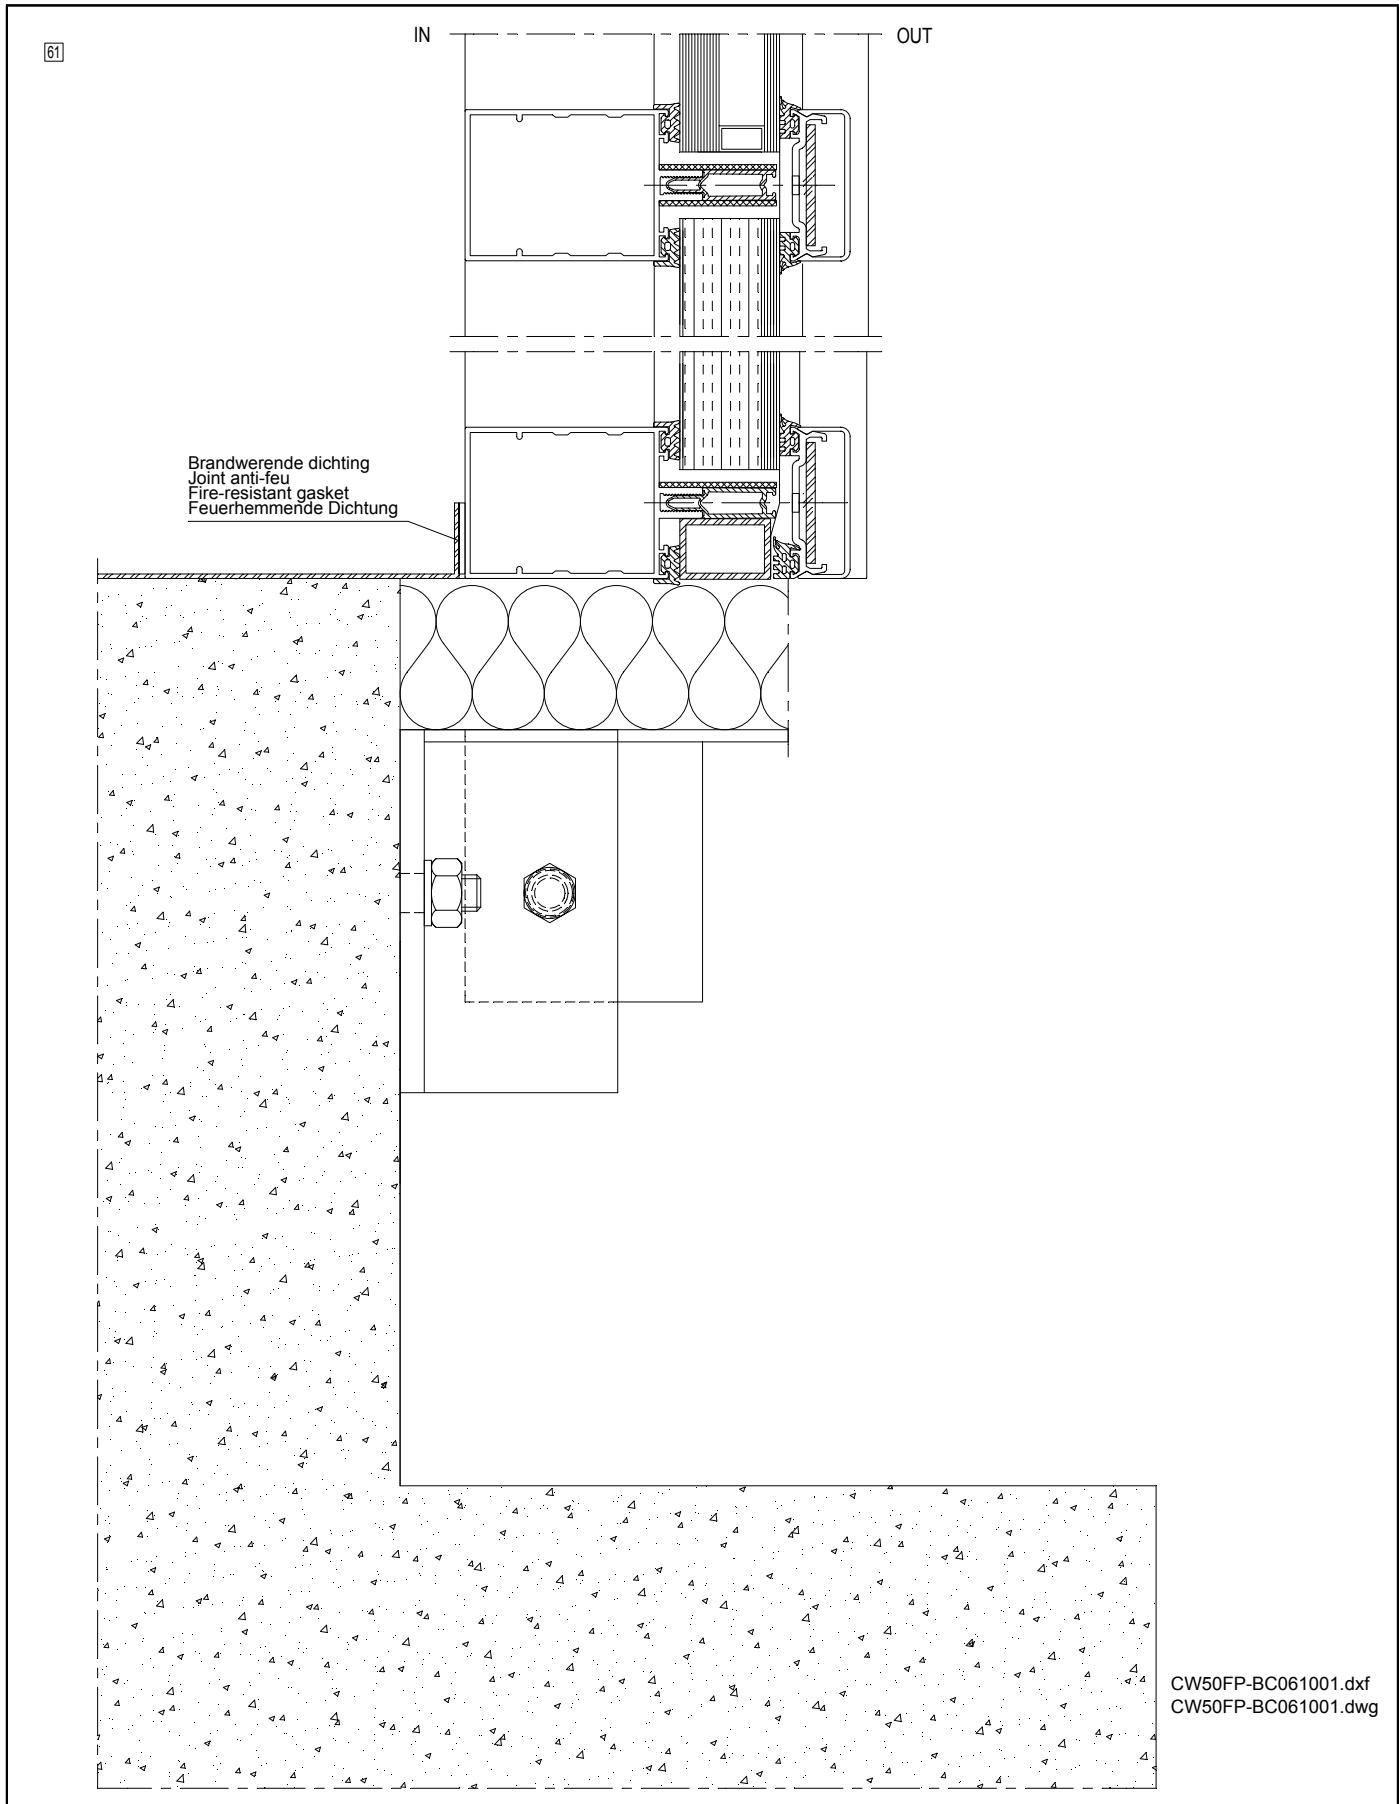 61
IN
OUT
Brandwerende dichting
Joint anti-feu
Fire-resistant gasket
Feuerhemmende Dichtung
CW50FP-BC061001.dxf
CW50FP-BC061001.dwg